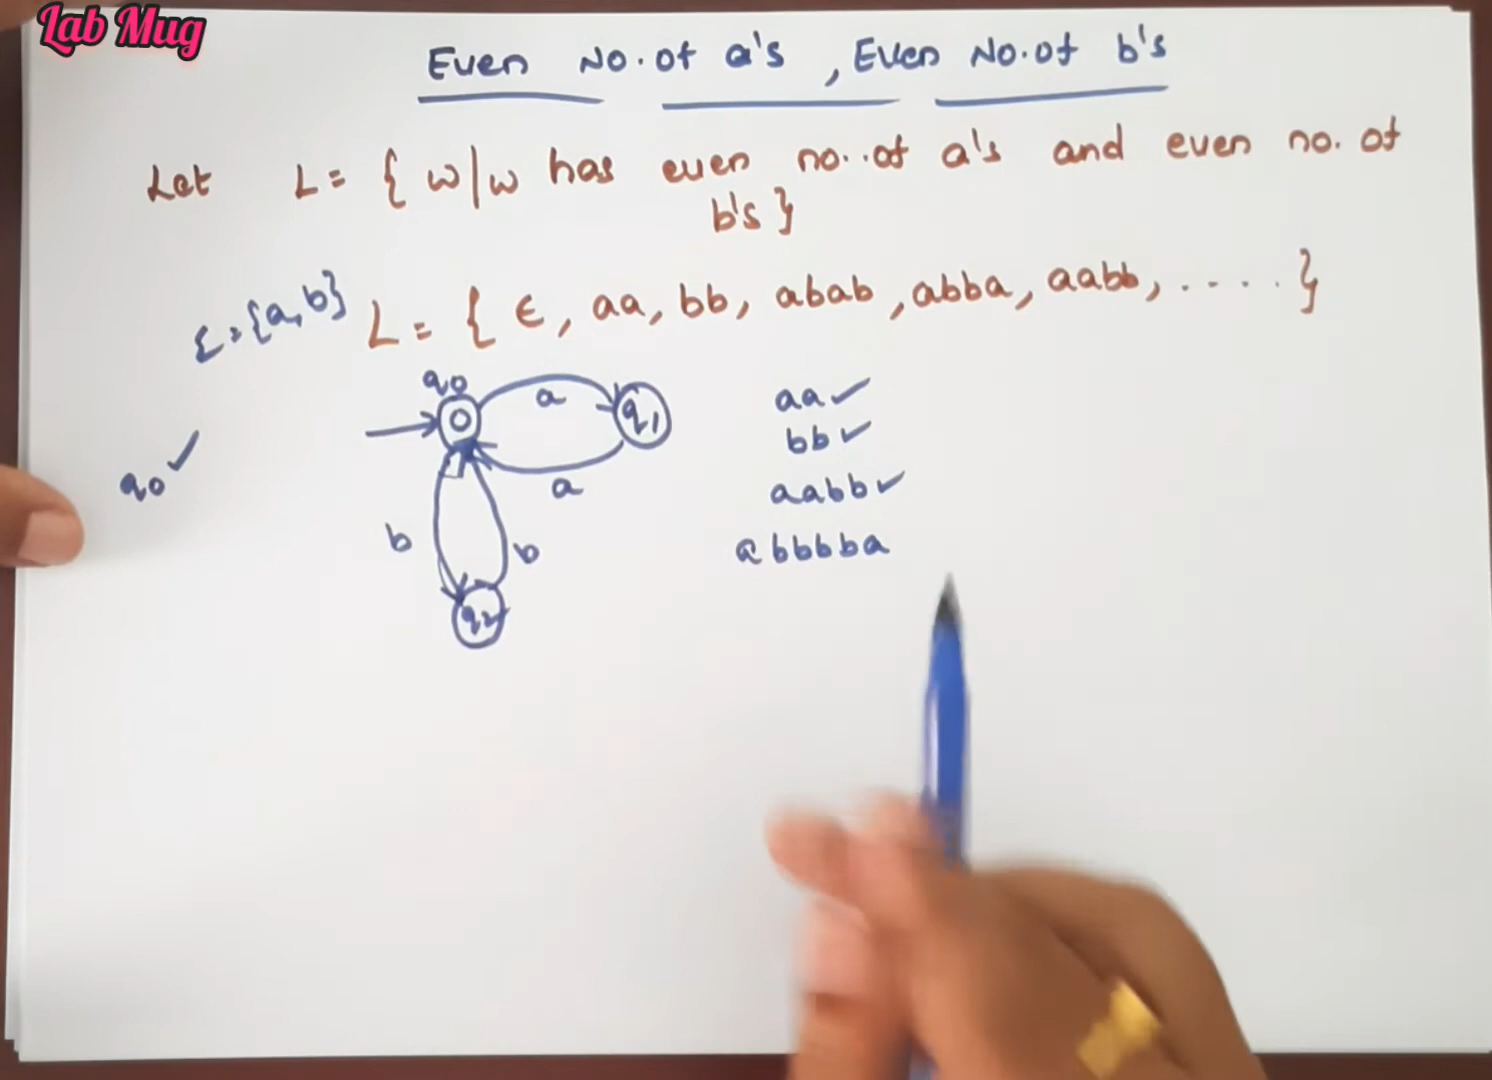 Lab Mug
Even No. of a's, Even No. of b's
Let L = { w/w has even no. of a's and even no. of
b's }
Σ = {a, b} L = { ε, aa, bb, abab, abba, aabb, ..... }
q0
a
q1
a
b
b
q2
q0 ✓
aa ✓
bb ✓
aabb ✓
abbbba